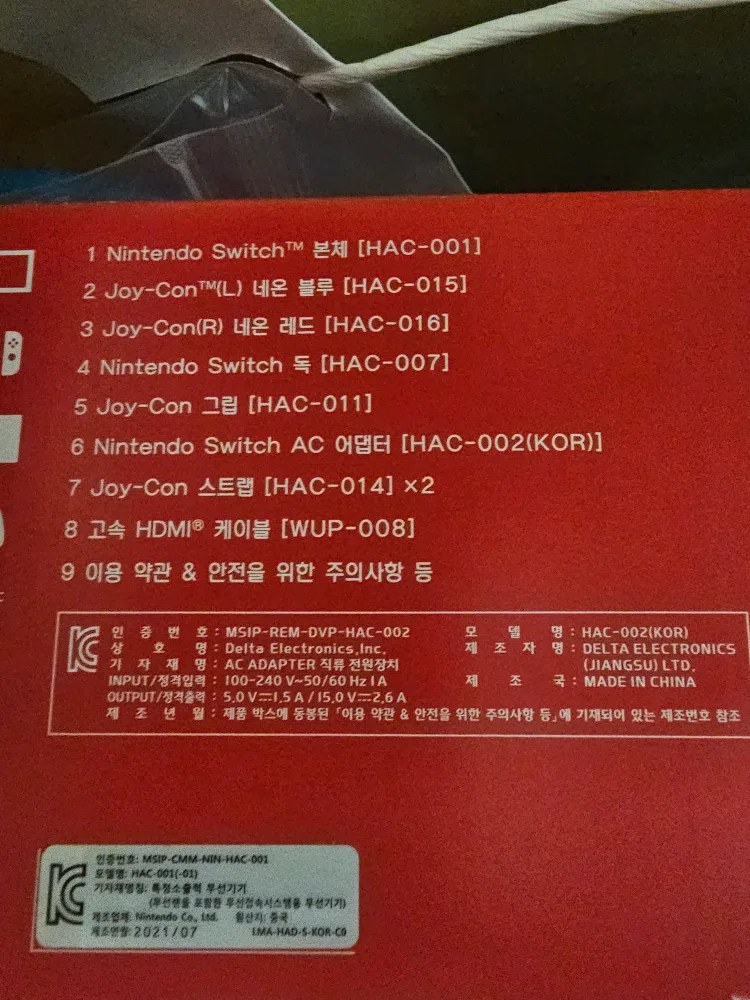 1 Nintendo Switch™ 본체 [HAC-001]
2 Joy-Con™(L) 네온 블루 [HAC-015]
3 Joy-Con(R) 네온 레드 [HAC-016]
4 Nintendo Switch 독 [HAC-007]
5 Joy-Con 그립 [HAC-011]
6 Nintendo Switch AC 어댑터 [HAC-002(KOR)]
7 Joy-Con 스트랩 [HAC-014] ×2
8 고속 HDMI® 케이블 [WUP-008]
9 이용 약관 & 안전을 위한 주의사항 등
인 증 번 호 : MSIP-REM-DVP-HAC-002
상 호 명 : Delta Electronics,Inc.
기 자 재 명 : AC ADAPTER 직류 전원장치
INPUT/정격입력 : 100-240 V~50/60 Hz 1 A
OUTPUT/정격출력 : 5.0 V⎓1.5 A / 15.0 V⎓2.6 A
제 조 년 월 : 제품 박스에 동봉된 「이용 약관 & 안전을 위한 주의사항 등」에 기재되어 있는 제조번호 참조
모 델 명 : HAC-002(KOR)
제 조 자 명 : DELTA ELECTRONICS
(JIANGSU) LTD.
제 조 국 : MADE IN CHINA
인증번호: MSIP-CMM-NIN-HAC-001
모델명: HAC-001(-01)
기자재명칭: 특정소출력 무선기기
(무선랜을 포함한 무선접속시스템용 무선기기)
제조업체: Nintendo Co., Ltd. 원산지: 중국
제조연월: 2021/07 LMA-HAD-S-KOR-C0